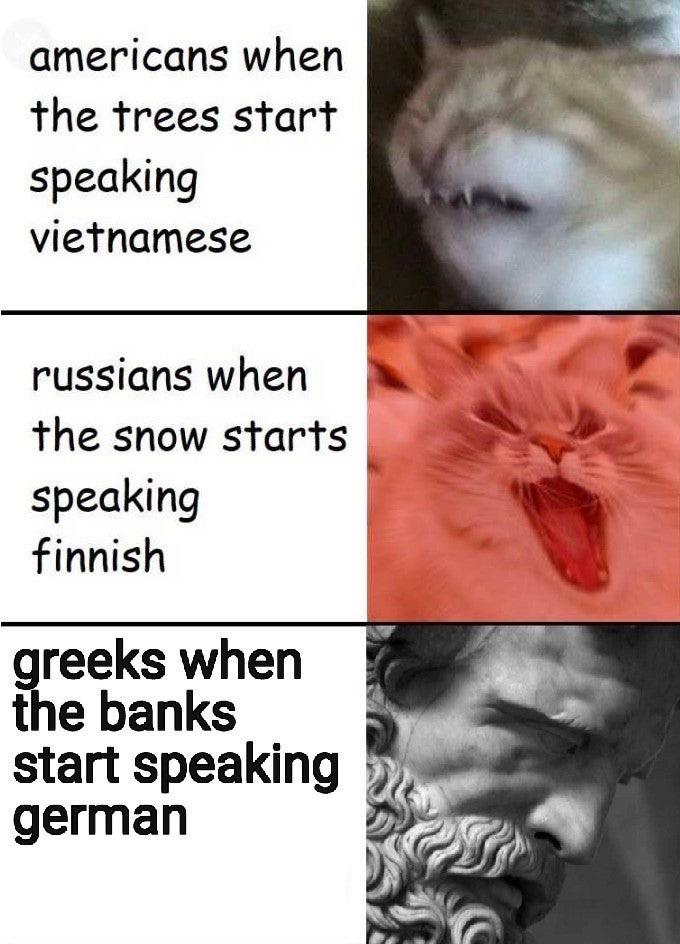 americans when
the trees start
speaking
vietnamese
russians when
the snow starts
speaking
finnish
greeks when
the banks
start speaking
german